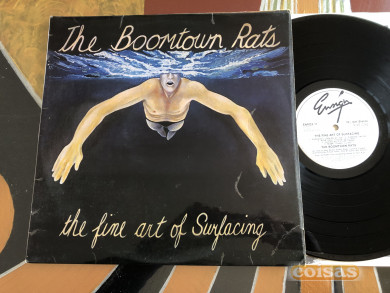 The Boomtown Rats
the fine art of Surfacing
Ensign
THE FINE ART OF SURFACING
THE BOOMTOWN RATS
coisas